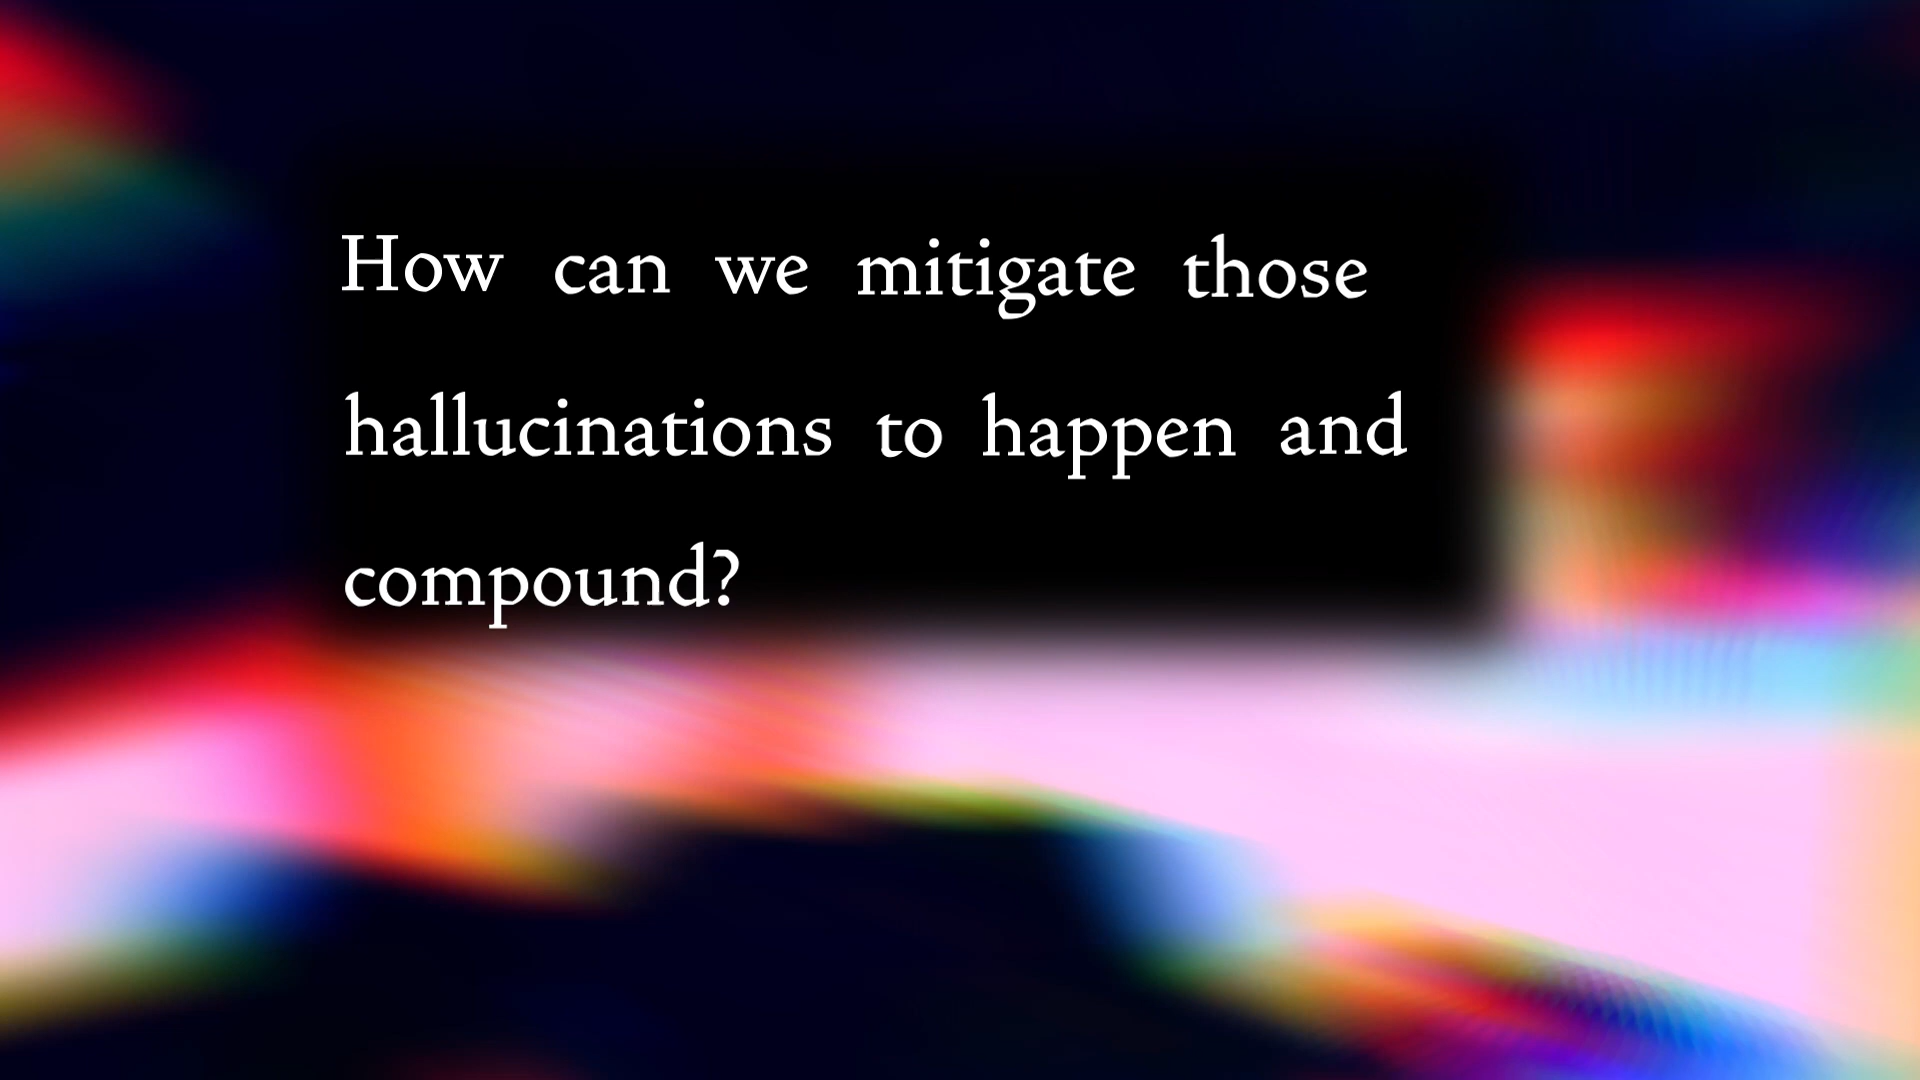 How can we mitigate those
hallucinations to happen and
compound?